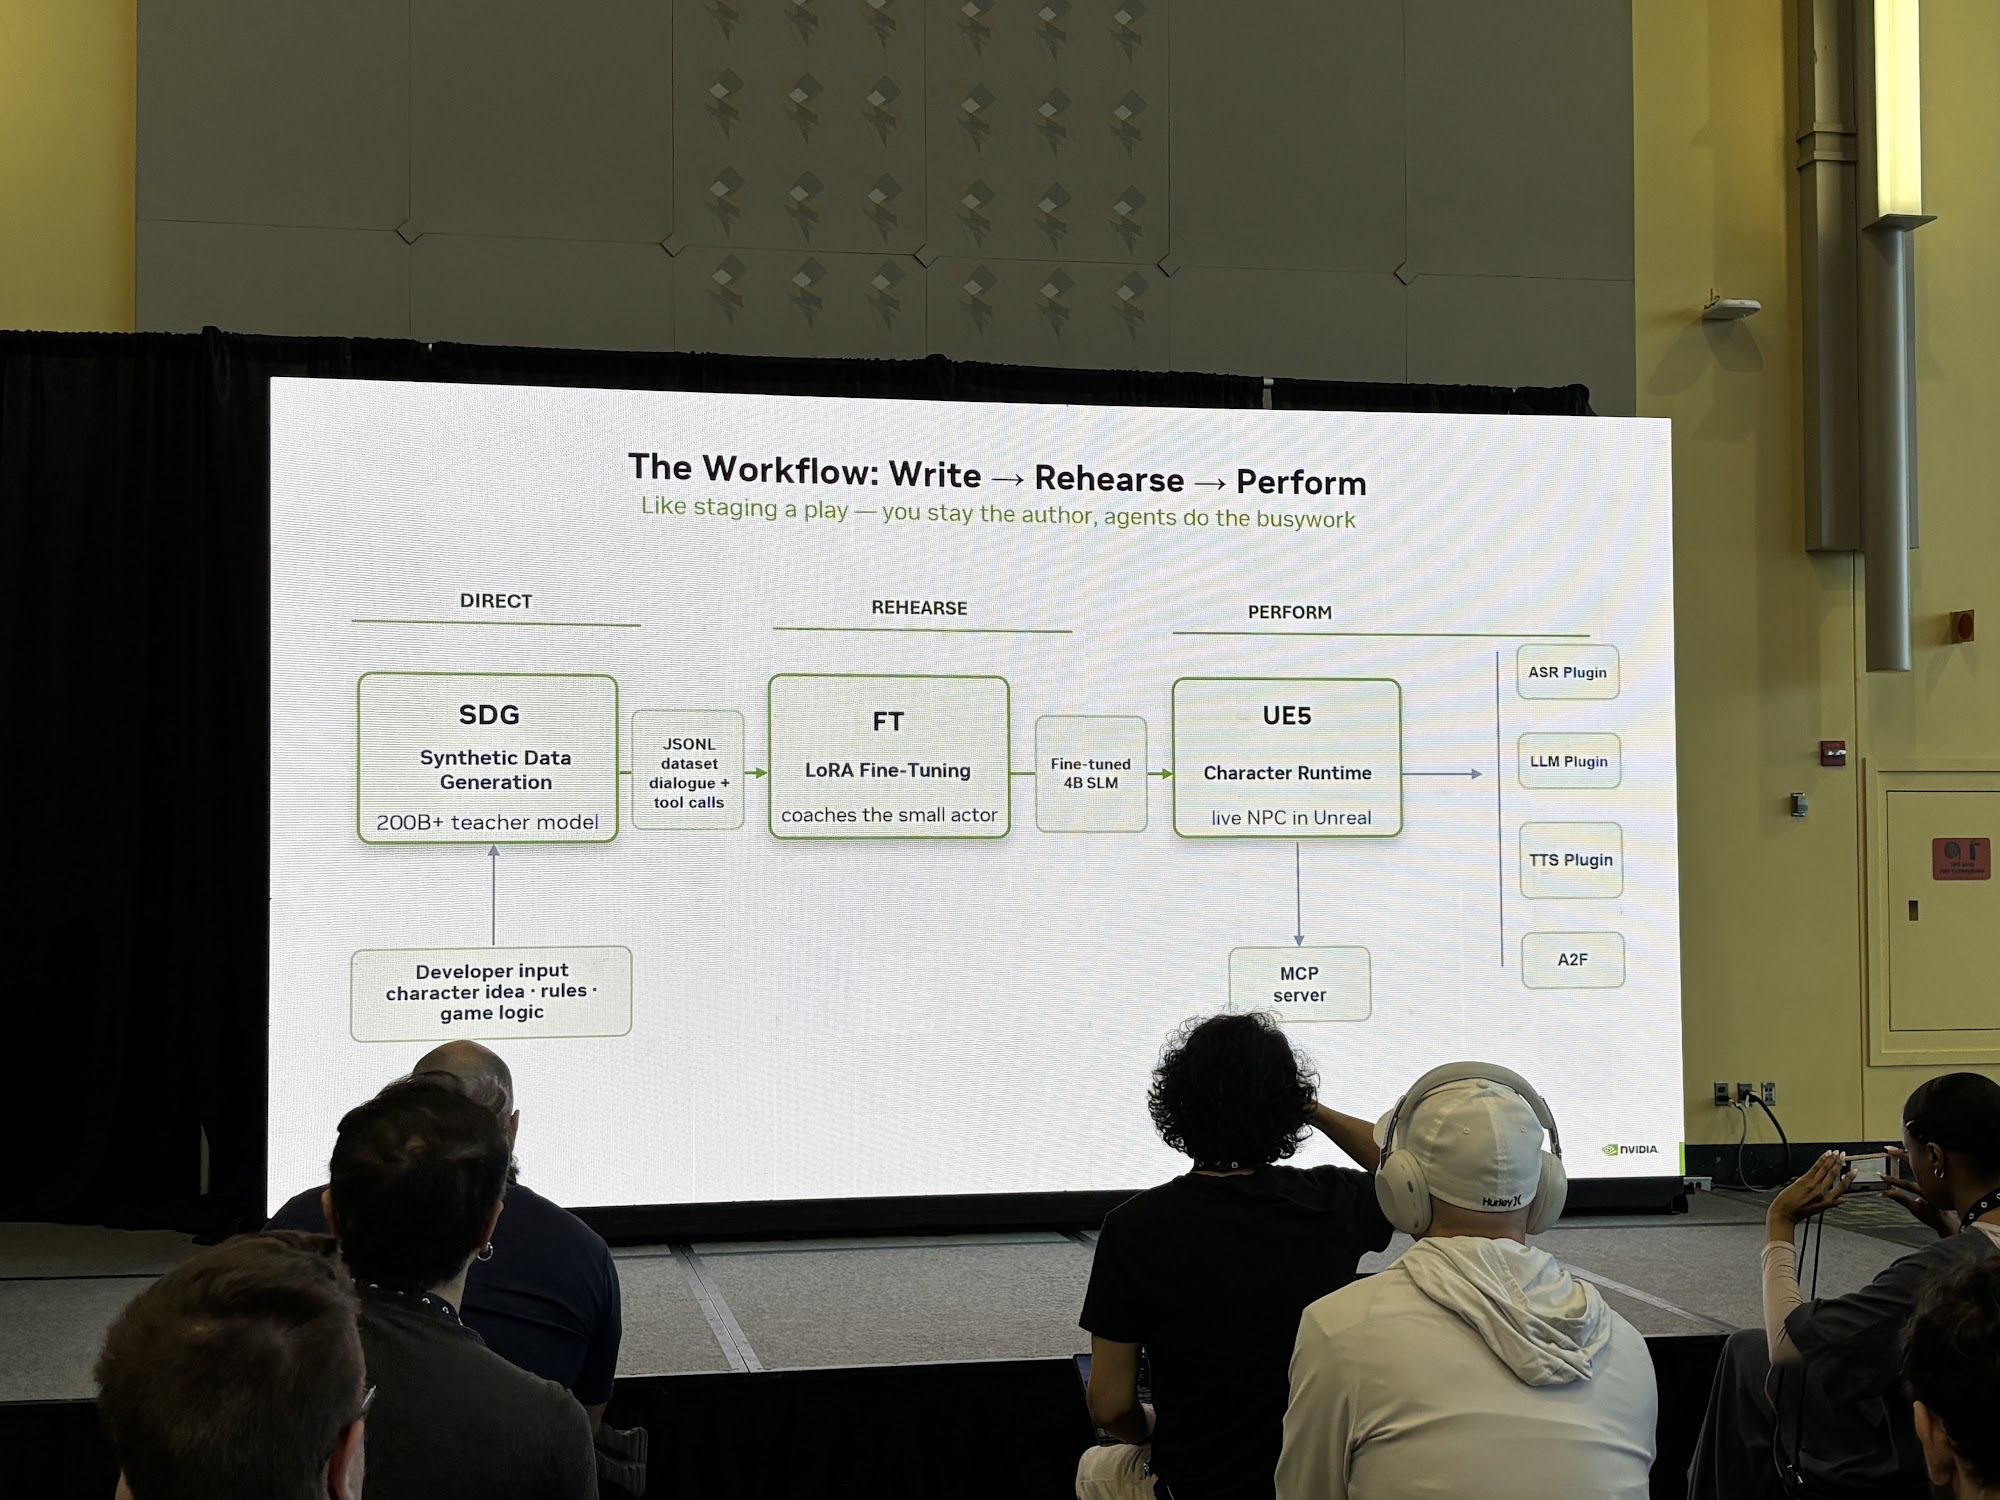 The Workflow: Write → Rehearse → Perform
Like staging a play — you stay the author, agents do the busywork
DIRECT
REHEARSE
PERFORM
SDG
Synthetic Data
Generation
200B+ teacher model
JSONL
dataset
dialogue +
tool calls
FT
LoRA Fine-Tuning
coaches the small actor
Fine-tuned
4B SLM
UE5
Character Runtime
live NPC in Unreal
ASR Plugin
LLM Plugin
TTS Plugin
A2F
Developer input
character idea · rules ·
game logic
MCP
server
NVIDIA
Hurley